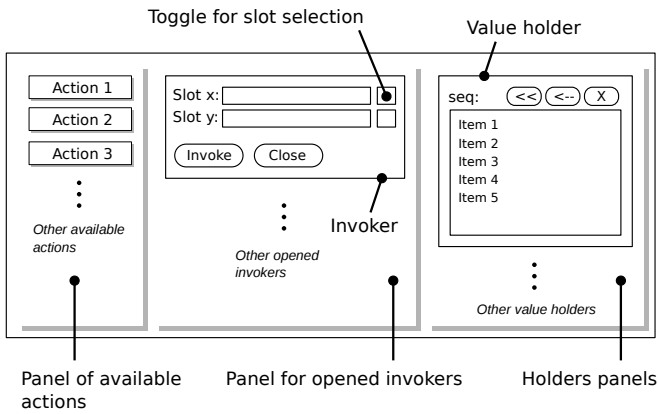 Toggle for slot selection
Value holder
Action 1
Action 2
Action 3
Other available
actions
Slot x:
Slot y:
Invoke
Close
Invoker
Other opened
invokers
seq:
<<
<--
X
Item 1
Item 2
Item 3
Item 4
Item 5
Other value holders
Panel of available
actions
Panel for opened invokers
Holders panels